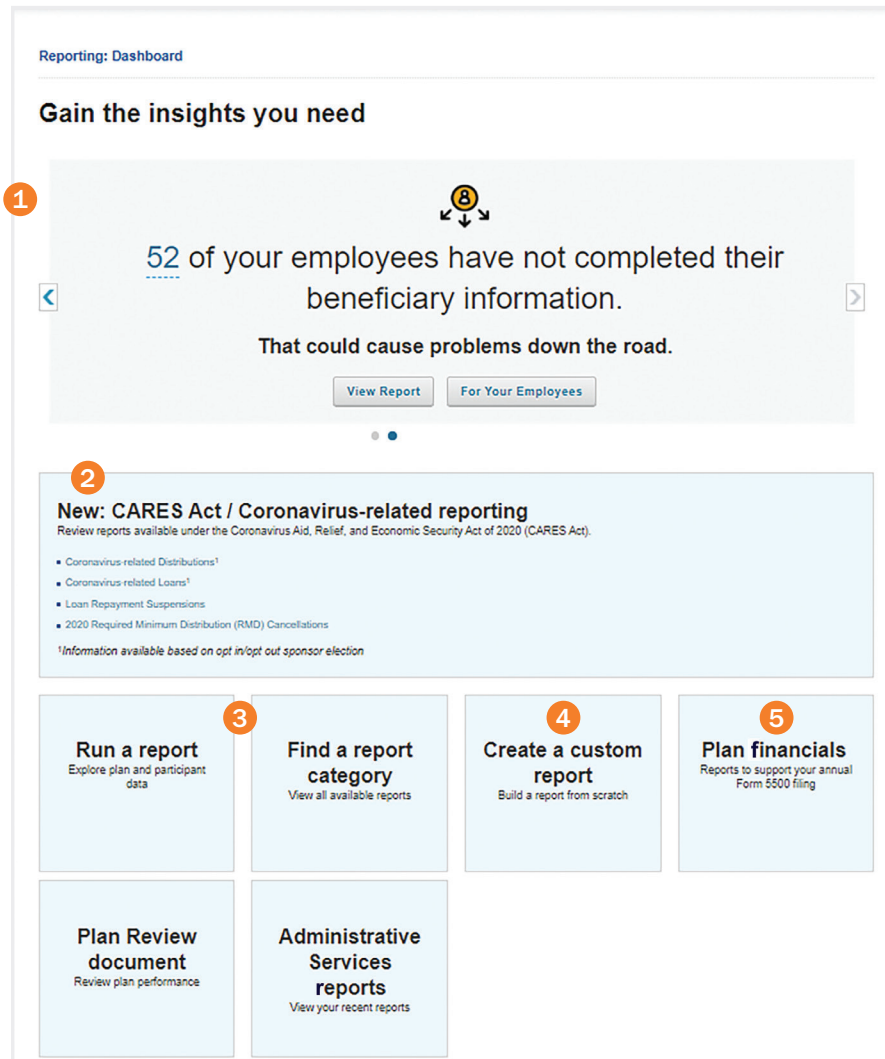 Reporting: Dashboard
Gain the insights you need
1
8
52 of your employees have not completed their
beneficiary information.
That could cause problems down the road.
View Report
For Your Employees
2
New: CARES Act / Coronavirus-related reporting
Review reports available under the Coronavirus Aid, Relief, and Economic Security Act of 2020 (CARES Act).
▪ Coronavirus-related Distributions¹
▪ Coronavirus-related Loans¹
▪ Loan Repayment Suspensions
▪ 2020 Required Minimum Distribution (RMD) Cancellations
¹Information available based on opt in/opt out sponsor election
3
Run a report
Explore plan and participant
data
Find a report
category
View all available reports
4
Create a custom
report
Build a report from scratch
5
Plan financials
Reports to support your annual
Form 5500 filing
Plan Review
document
Review plan performance
Administrative
Services
reports
View your recent reports